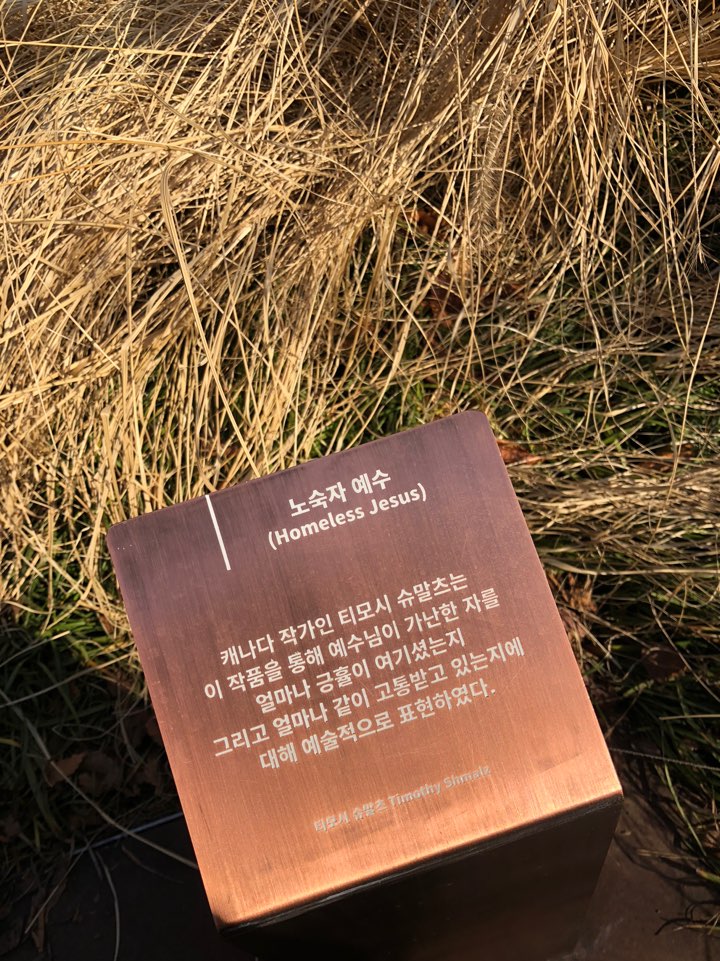 노숙자 예수
(Homeless Jesus)
캐나다 작가인 티모시 슈말츠는
이 작품을 통해 예수님이 가난한 자를
얼마나 긍휼이 여기셨는지
그리고 얼마나 같이 고통받고 있는지에
대해 예술적으로 표현하였다.
티모시 슈말츠 Timothy Shmalz